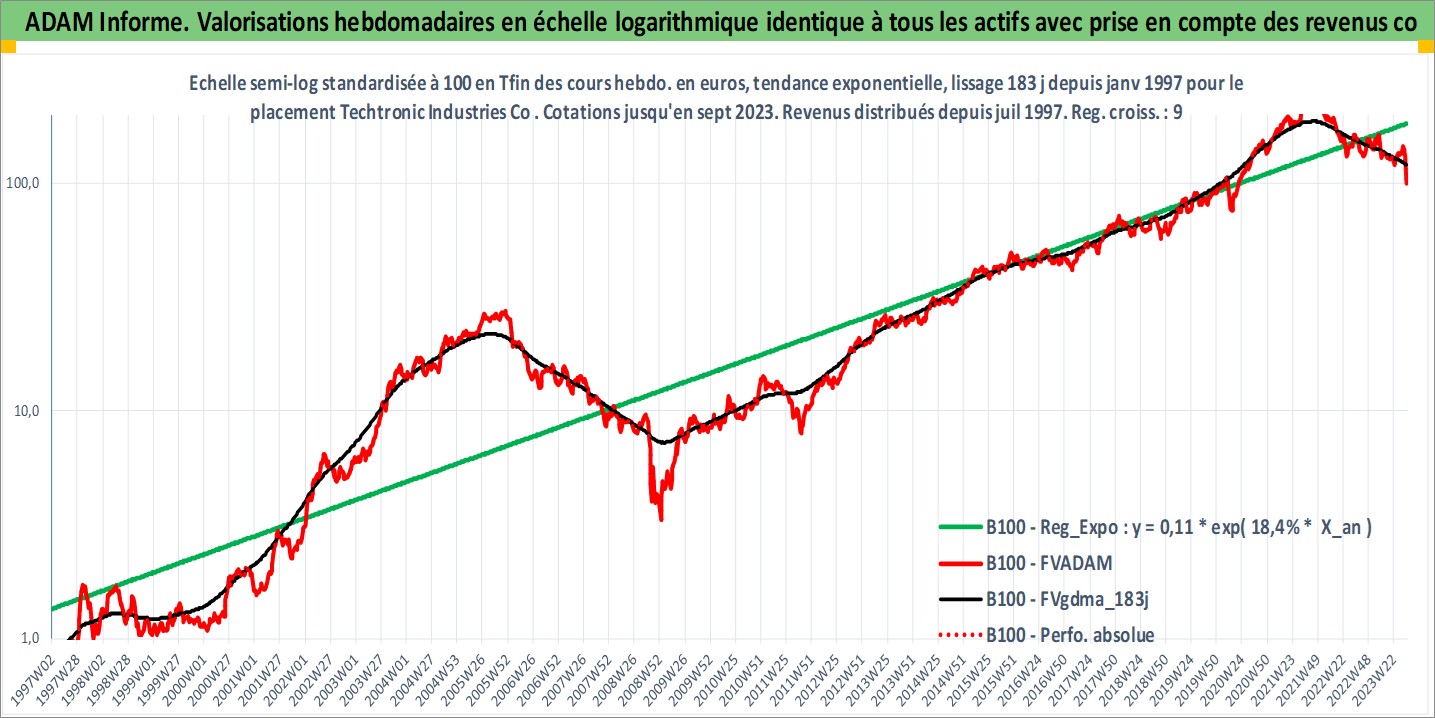 ADAM Informe. Valorisations hebdomadaires en échelle logarithmique identique à tous les actifs avec prise en compte des revenus co
Echelle semi-log standardisée à 100 en Tfin des cours hebdo. en euros, tendance exponentielle, lissage 183 j depuis janv 1997 pour le
placement Techtronic Industries Co . Cotations jusqu'en sept 2023. Revenus distribués depuis juil 1997. Reg. croiss. : 9
100,0
10,0
1,0
B100 - Reg_Expo : y = 0,11 * exp( 18,4% * X_an )
B100 - FVADAM
B100 - FVgdma_183j
B100 - Perfo. absolue
1997W02
1997W28
1998W02
1998W28
1999W01
1999W27
2000W01
2000W27
2001W01
2001W27
2002W01
2002W27
2003W01
2003W27
2004W01
2004W27
2004W53
2005W26
2005W52
2006W26
2006W52
2007W26
2007W52
2008W26
2008W52
2009W26
2009W52
2010W25
2010W51
2011W25
2011W51
2012W25
2012W51
2013W25
2013W51
2014W25
2014W51
2015W25
2015W51
2016W24
2016W50
2017W24
2017W50
2018W24
2018W50
2019W24
2019W50
2020W24
2020W50
2021W23
2021W49
2022W22
2022W48
2023W22